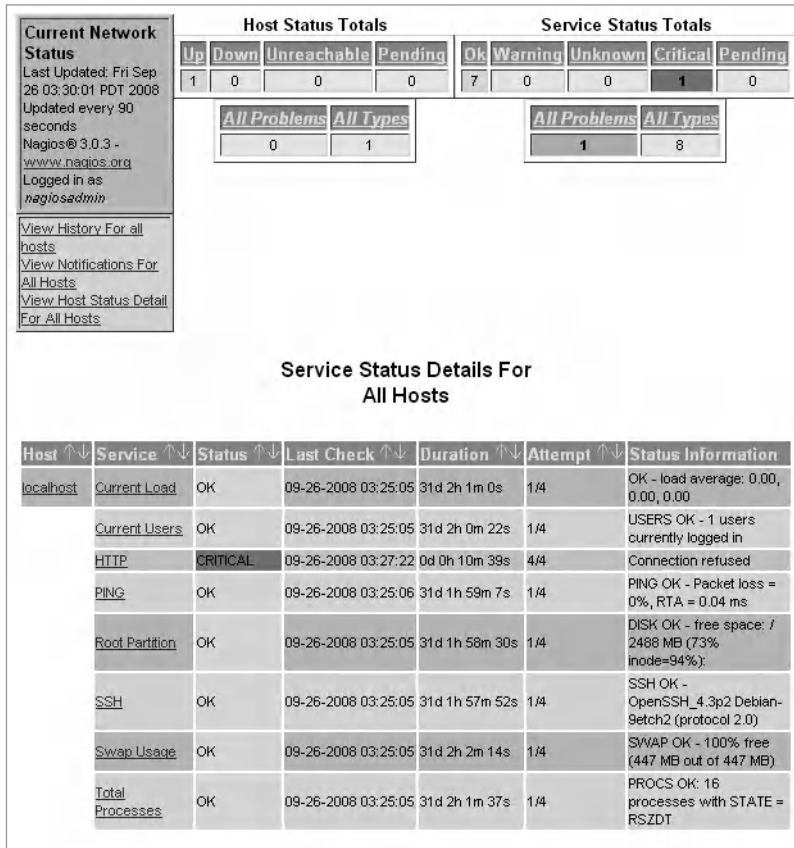 Current Network
Status
Last Updated: Fri Sep
26 03:30:01 PDT 2008
Updated every 90
seconds
Nagios® 3.0.3 -
www.nagios.org
Logged in as
nagiosadmin
View History For all
hosts
View Notifications For
All Hosts
View Host Status Detail
For All Hosts
Host Status Totals
Up Down Unreachable Pending
1 0 0 0
All Problems All Types
0 1
Service Status Totals
Ok Warning Unknown Critical Pending
7 0 0 1 0
All Problems All Types
1 8
Service Status Details For
All Hosts
Host ↑↓ Service ↑↓ Status ↑↓ Last Check ↑↓ Duration ↑↓ Attempt ↑↓ Status Information
localhost Current Load OK 09-26-2008 03:25:05 31d 2h 1m 0s 1/4 OK - load average: 0.00,
0.00, 0.00
Current Users OK 09-26-2008 03:25:05 31d 2h 0m 22s 1/4 USERS OK - 1 users
currently logged in
HTTP CRITICAL 09-26-2008 03:27:22 0d 0h 10m 39s 4/4 Connection refused
PING OK 09-26-2008 03:25:06 31d 1h 59m 7s 1/4 PING OK - Packet loss =
0%, RTA = 0.04 ms
Root Partition OK 09-26-2008 03:25:05 31d 1h 58m 30s 1/4 DISK OK - free space: /
2488 MB (73%
inode=94%):
SSH OK 09-26-2008 03:25:05 31d 1h 57m 52s 1/4 SSH OK -
OpenSSH_4.3p2 Debian-
9etch2 (protocol 2.0)
Swap Usage OK 09-26-2008 03:25:05 31d 2h 2m 14s 1/4 SWAP OK - 100% free
(447 MB out of 447 MB)
Total
Processes OK 09-26-2008 03:25:05 31d 2h 1m 37s 1/4 PROCS OK: 16
processes with STATE =
RSZDT